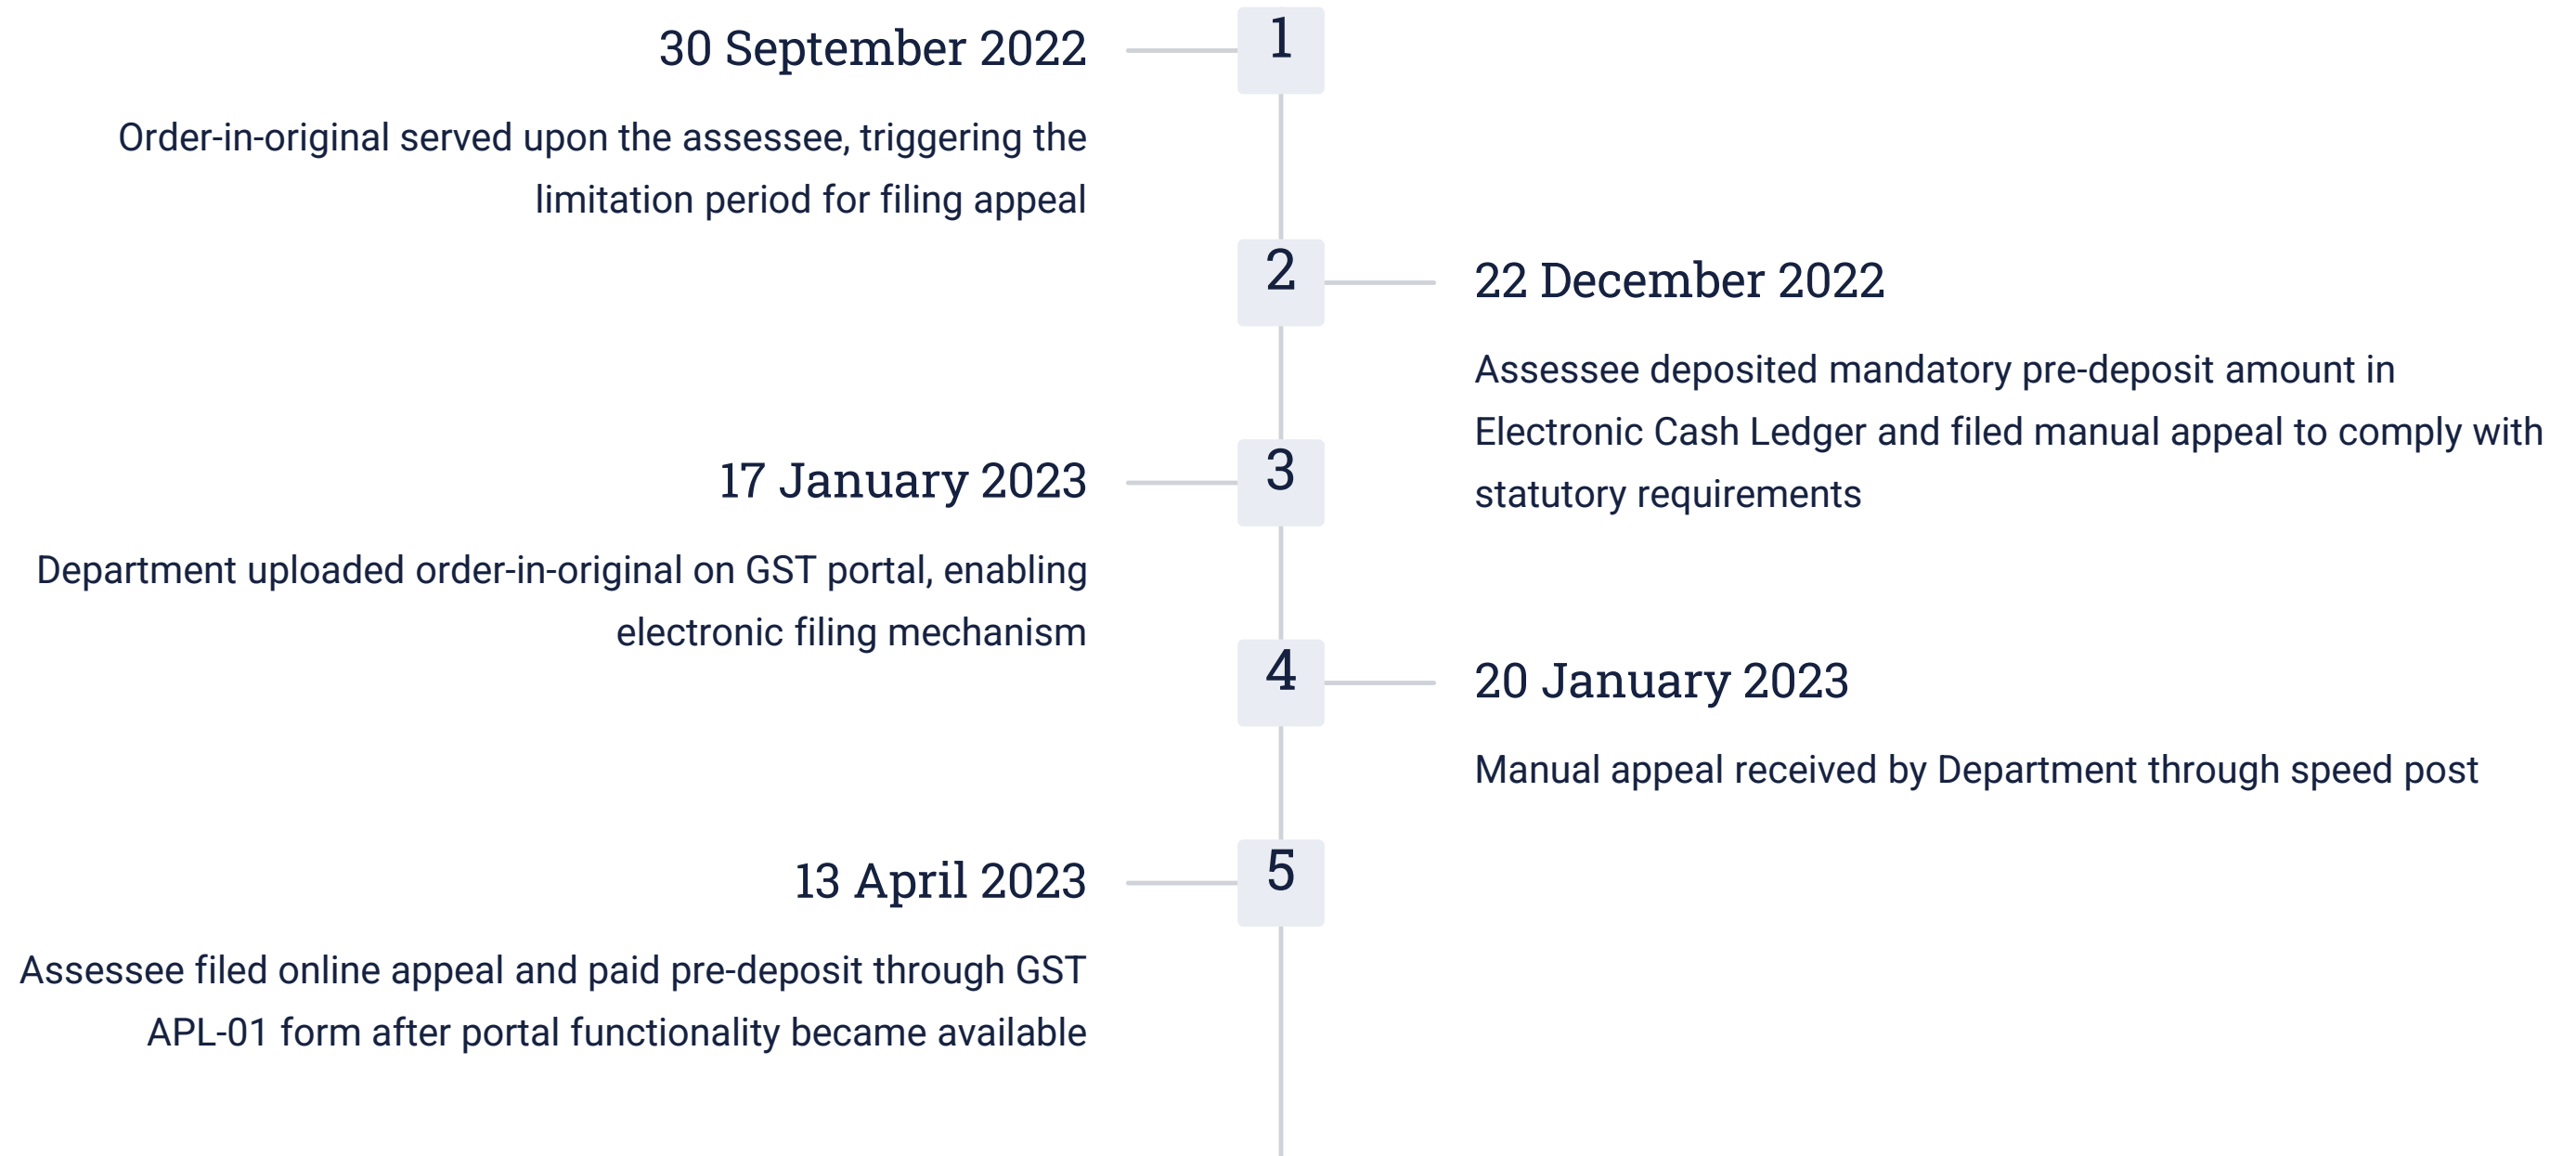 1
30 September 2022
Order-in-original served upon the assessee, triggering the
limitation period for filing appeal
2
22 December 2022
Assessee deposited mandatory pre-deposit amount in
Electronic Cash Ledger and filed manual appeal to comply with
statutory requirements
3
17 January 2023
Department uploaded order-in-original on GST portal, enabling
electronic filing mechanism
4
20 January 2023
Manual appeal received by Department through speed post
5
13 April 2023
Assessee filed online appeal and paid pre-deposit through GST
APL-01 form after portal functionality became available